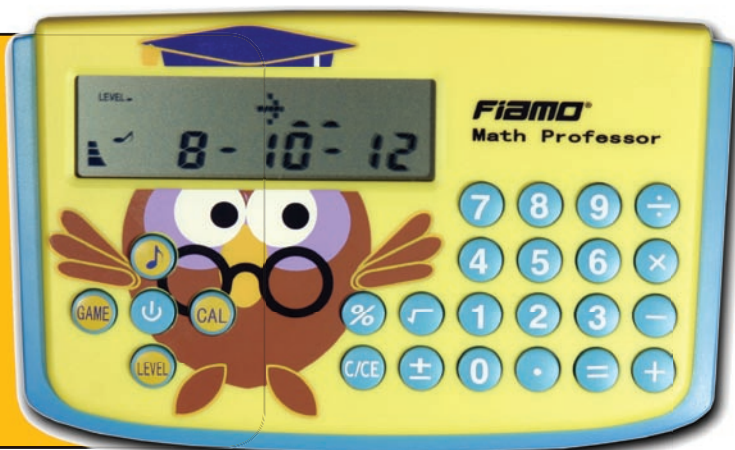 LEVEL
8 - 10 - 12
FiAMO®
Math Professor
7 8 9 ÷
4 5 6 ×
♪
GAME CAL % √ 1 2 3 −
LEVEL C/CE ± 0 · = +